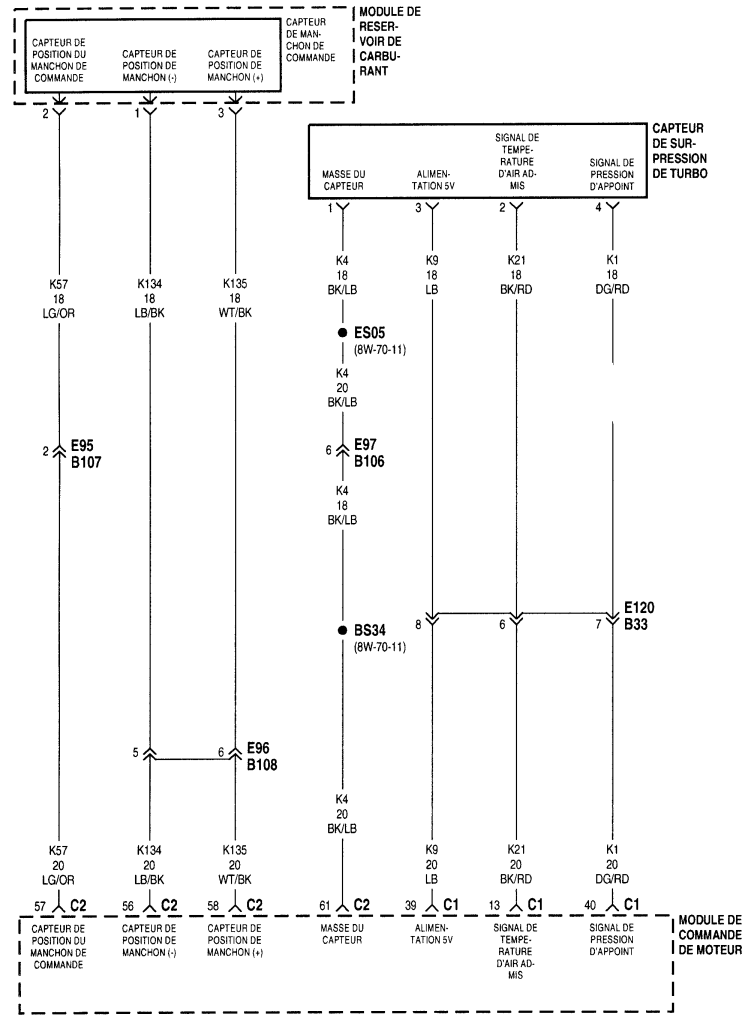 MODULE DE
RESER-
VOIR DE
CARBU-
RANT
CAPTEUR
DE MAN-
CHON DE
COMMANDE
CAPTEUR DE
POSITION DU
MANCHON DE
COMMANDE
CAPTEUR DE
POSITION DE
MANCHON (-)
CAPTEUR DE
POSITION DE
MANCHON (+)
2
1
3
CAPTEUR
DE SUR-
PRESSION
DE TURBO
MASSE DU
CAPTEUR
ALIMEN-
TATION 5V
SIGNAL DE
TEMPE-
RATURE
D'AIR AD-
MIS
SIGNAL DE
PRESSION
D'APPOINT
1
3
2
4
K57
18
LG/OR
K134
18
LB/BK
K135
18
WT/BK
K4
18
BK/LB
K9
18
LB
K21
18
BK/RD
K1
18
DG/RD
ES05
(8W-70-11)
K4
20
BK/LB
2
E95
B107
6
E97
B106
K4
18
BK/LB
8
6
7
E120
B33
BS34
(8W-70-11)
5
6
E96
B108
K4
20
BK/LB
K57
20
LG/OR
K134
20
LB/BK
K135
20
WT/BK
K9
20
LB
K21
20
BK/RD
K1
20
DG/RD
57 C2
56 C2
58 C2
61 C2
39 C1
13 C1
40 C1
CAPTEUR DE
POSITION DU
MANCHON DE
COMMANDE
CAPTEUR DE
POSITION DE
MANCHON (-)
CAPTEUR DE
POSITION DE
MANCHON (+)
MASSE DU
CAPTEUR
ALIMEN-
TATION 5V
SIGNAL DE
TEMPE-
RATURE
D'AIR AD-
MIS
SIGNAL DE
PRESSION
D'APPOINT
MODULE DE
COMMANDE
DE MOTEUR